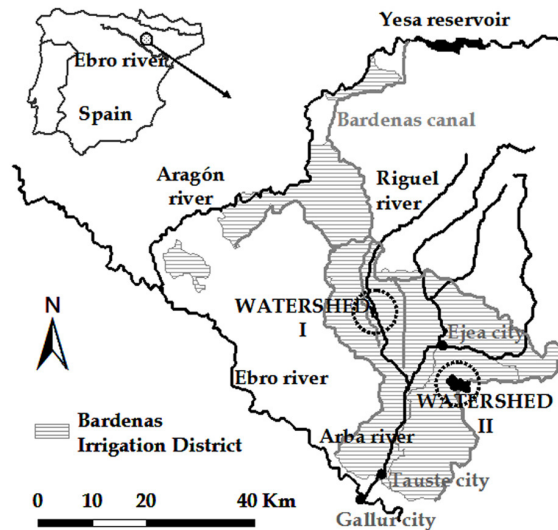 Yesa reservoir
Ebro river
Spain
Bardenas canal
Aragón
river
Riguel
river
N
WATERSHED
I
Ejea city
Ebro river
WATERSHED
II
Bardenas
Irrigation District
Arba river
Tauste city
0 10 20 40 Km
Gallur city